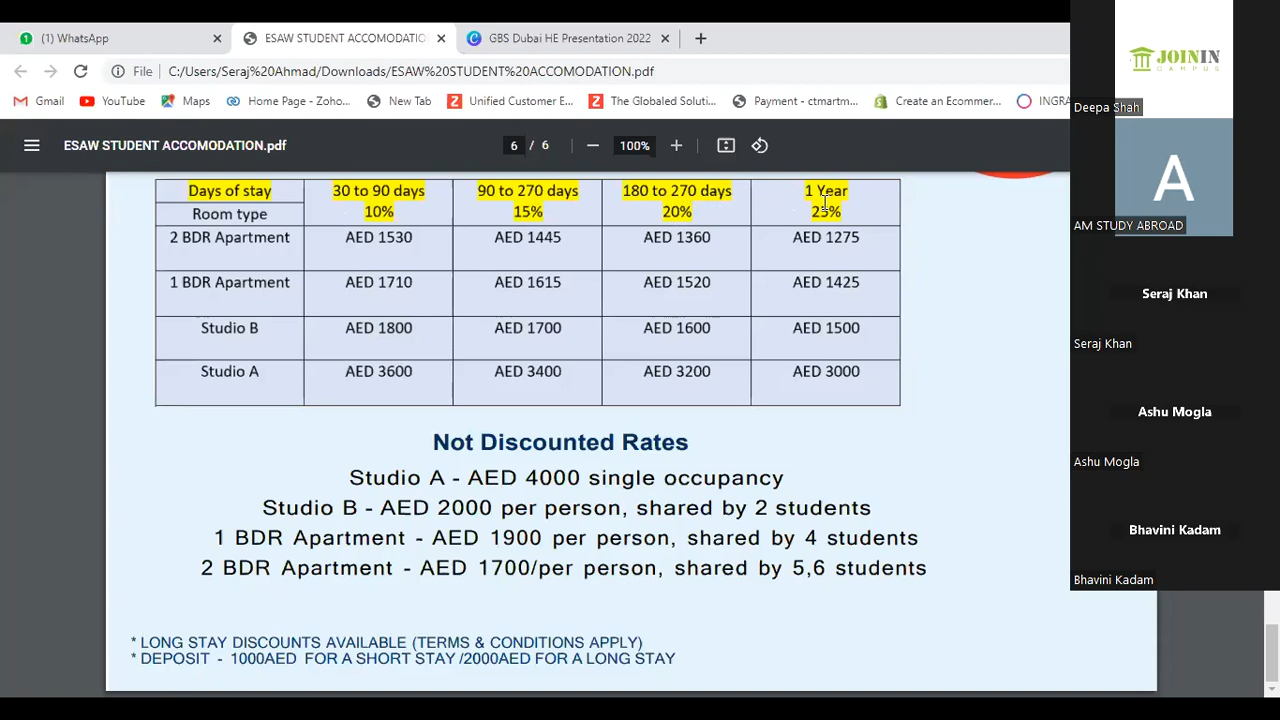 (1) WhatsApp
ESAW STUDENT ACCOMODATIO
GBS Dubai HE Presentation 2022
File C:/Users/Seraj%20Ahmad/Downloads/ESAW%20STUDENT%20ACCOMODATION.pdf
Gmail YouTube Maps Home Page - Zoho... New Tab Unified Customer E... The Globaled Soluti... Payment - ctmartm... Create an Ecommer... INGRA
ESAW STUDENT ACCOMODATION.pdf 6 / 6 100%
Days of stay 30 to 90 days 90 to 270 days 180 to 270 days 1 Year
Room type 10% 15% 20% 25%
2 BDR Apartment AED 1530 AED 1445 AED 1360 AED 1275
1 BDR Apartment AED 1710 AED 1615 AED 1520 AED 1425
Studio B AED 1800 AED 1700 AED 1600 AED 1500
Studio A AED 3600 AED 3400 AED 3200 AED 3000
Not Discounted Rates
Studio A - AED 4000 single occupancy
Studio B - AED 2000 per person, shared by 2 students
1 BDR Apartment - AED 1900 per person, shared by 4 students
2 BDR Apartment - AED 1700/per person, shared by 5,6 students
* LONG STAY DISCOUNTS AVAILABLE (TERMS & CONDITIONS APPLY)
* DEPOSIT - 1000AED FOR A SHORT STAY /2000AED FOR A LONG STAY
JOININ
CAMPUS
Deepa Shah
A
AM STUDY ABROAD
Seraj Khan
Seraj Khan
Ashu Mogla
Ashu Mogla
Bhavini Kadam
Bhavini Kadam